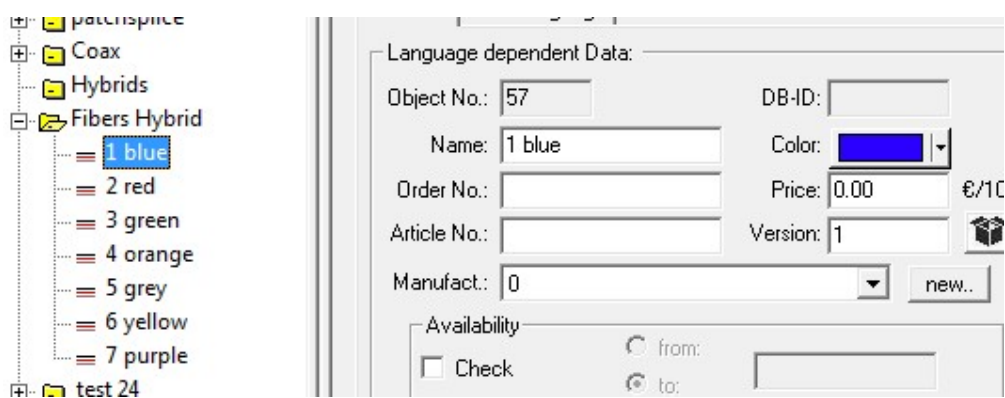 patchsplice
Coax
Hybrids
Fibers Hybrid
1 blue
2 red
3 green
4 orange
5 grey
6 yellow
7 purple
test 24
Language dependent Data:
Object No.: 57 DB-ID:
Name: 1 blue Color:
Order No.: Price: 0.00 €/10
Article No.: Version: 1
Manufact.: 0 new..
Availability
Check from:
to: